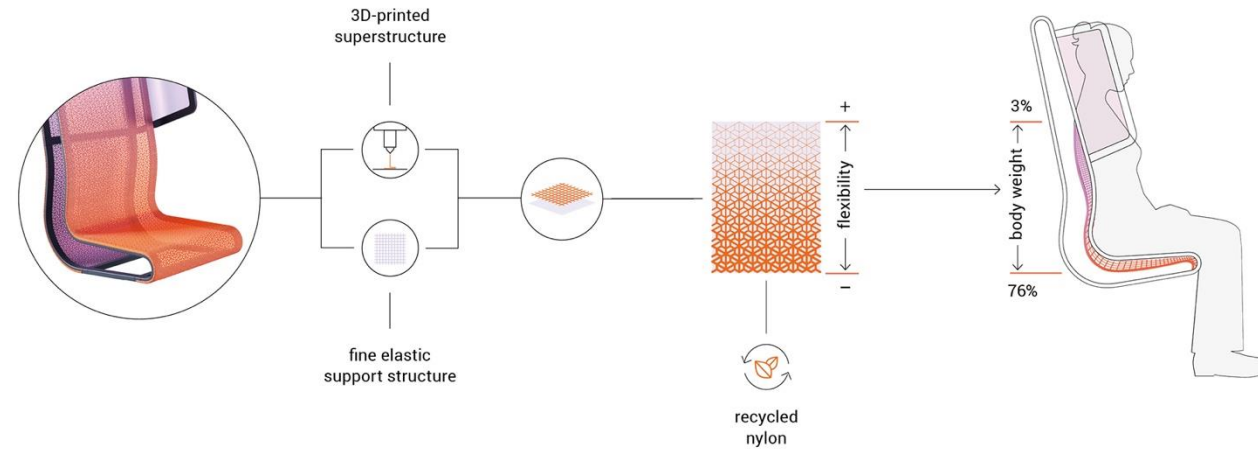 3D-printed
superstructure
fine elastic
support structure
+
flexibility
–
recycled
nylon
3%
body weight
76%